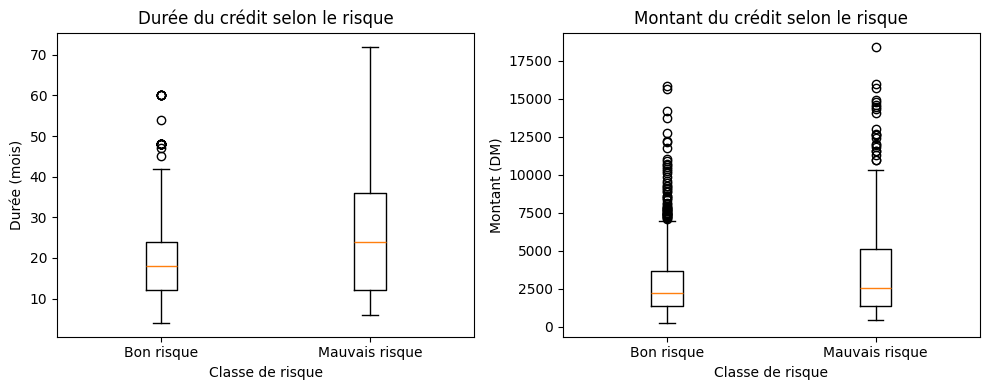 Durée du crédit selon le risque
Durée (mois)
70
60
50
40
30
20
10
Bon risque
Mauvais risque
Classe de risque
Montant du crédit selon le risque
Montant (DM)
17500
15000
12500
10000
7500
5000
2500
0
Bon risque
Mauvais risque
Classe de risque